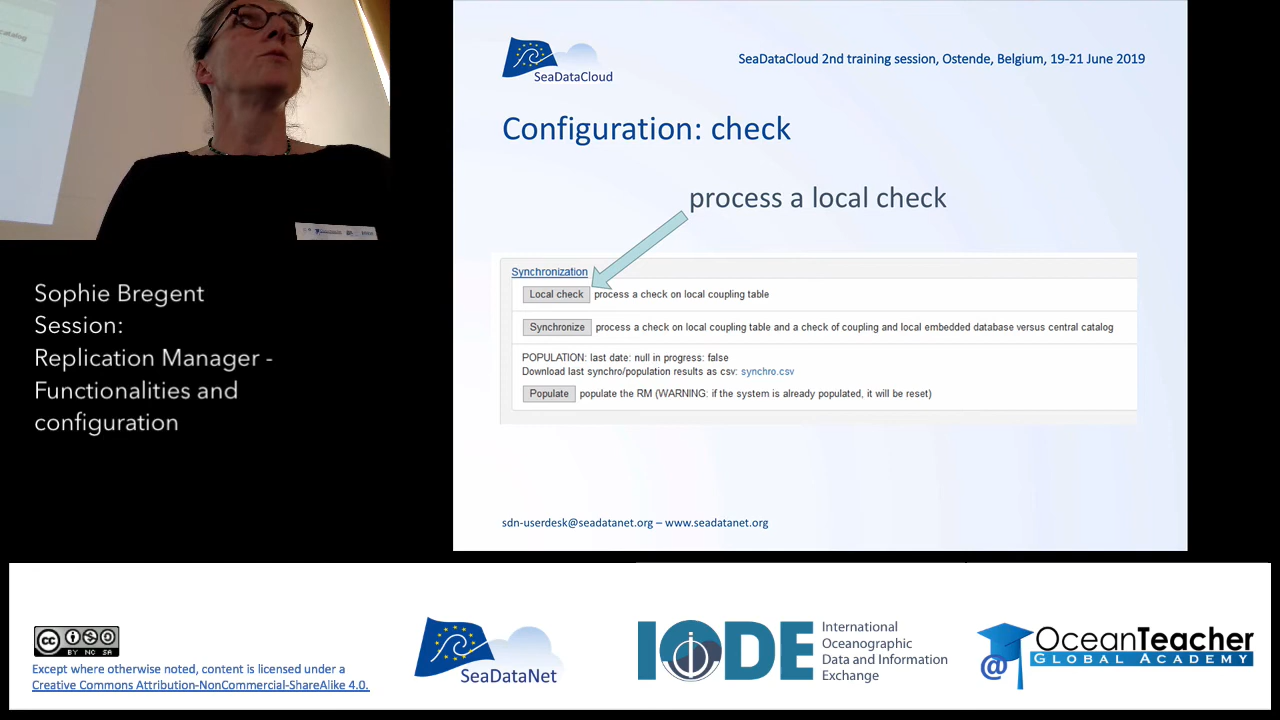 catalog
SeaDataCloud
SeaDataCloud 2nd training session, Ostende, Belgium, 19-21 June 2019
Configuration: check
process a local check
Synchronization
Local check process a check on local coupling table
Synchronize process a check on local coupling table and a check of coupling and local embedded database versus central catalog
POPULATION: last date: null in progress: false
Download last synchro/population results as csv: synchro.csv
Populate populate the RM (WARNING: if the system is already populated, it will be reset)
sdn-userdesk@seadatanet.org – www.seadatanet.org
Sophie Bregent
Session:
Replication Manager -
Functionalities and
configuration
cc
BY NC SA
Except where otherwise noted, content is licensed under a
Creative Commons Attribution-NonCommercial-ShareAlike 4.0.
SeaDataNet
IODE
International
Oceanographic
Data and Information
Exchange
@
OceanTeacher
GLOBAL ACADEMY